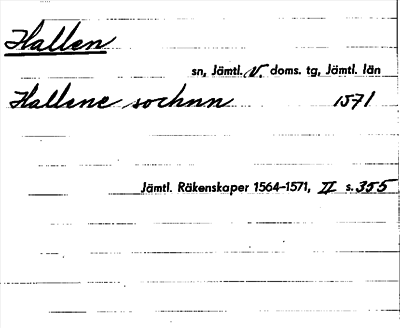 Hallen
sn, Jämtl. V. doms. tg, Jämtl. län
Hallene sochnn 1571
Jämtl. Räkenskaper 1564–1571, II s. 355